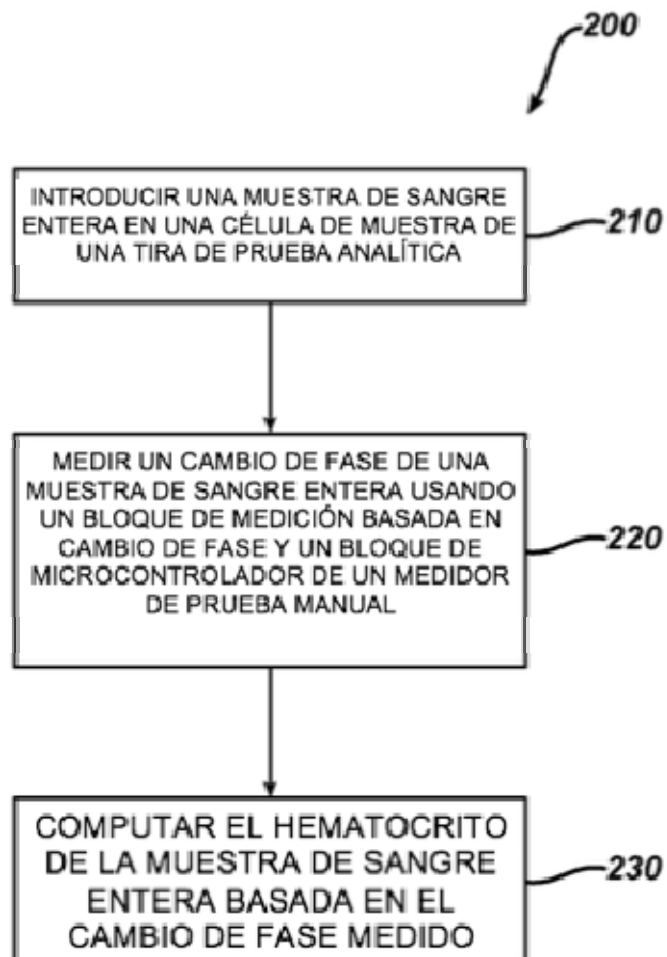 200
INTRODUCIR UNA MUESTRA DE SANGRE
ENTERA EN UNA CÉLULA DE MUESTRA DE
UNA TIRA DE PRUEBA ANALÍTICA
210
MEDIR UN CAMBIO DE FASE DE UNA
MUESTRA DE SANGRE ENTERA USANDO
UN BLOQUE DE MEDICIÓN BASADA EN
CAMBIO DE FASE Y UN BLOQUE DE
MICROCONTROLADOR DE UN MEDIDOR
DE PRUEBA MANUAL
220
COMPUTAR EL HEMATOCRITO
DE LA MUESTRA DE SANGRE
ENTERA BASADA EN EL
CAMBIO DE FASE MEDIDO
230